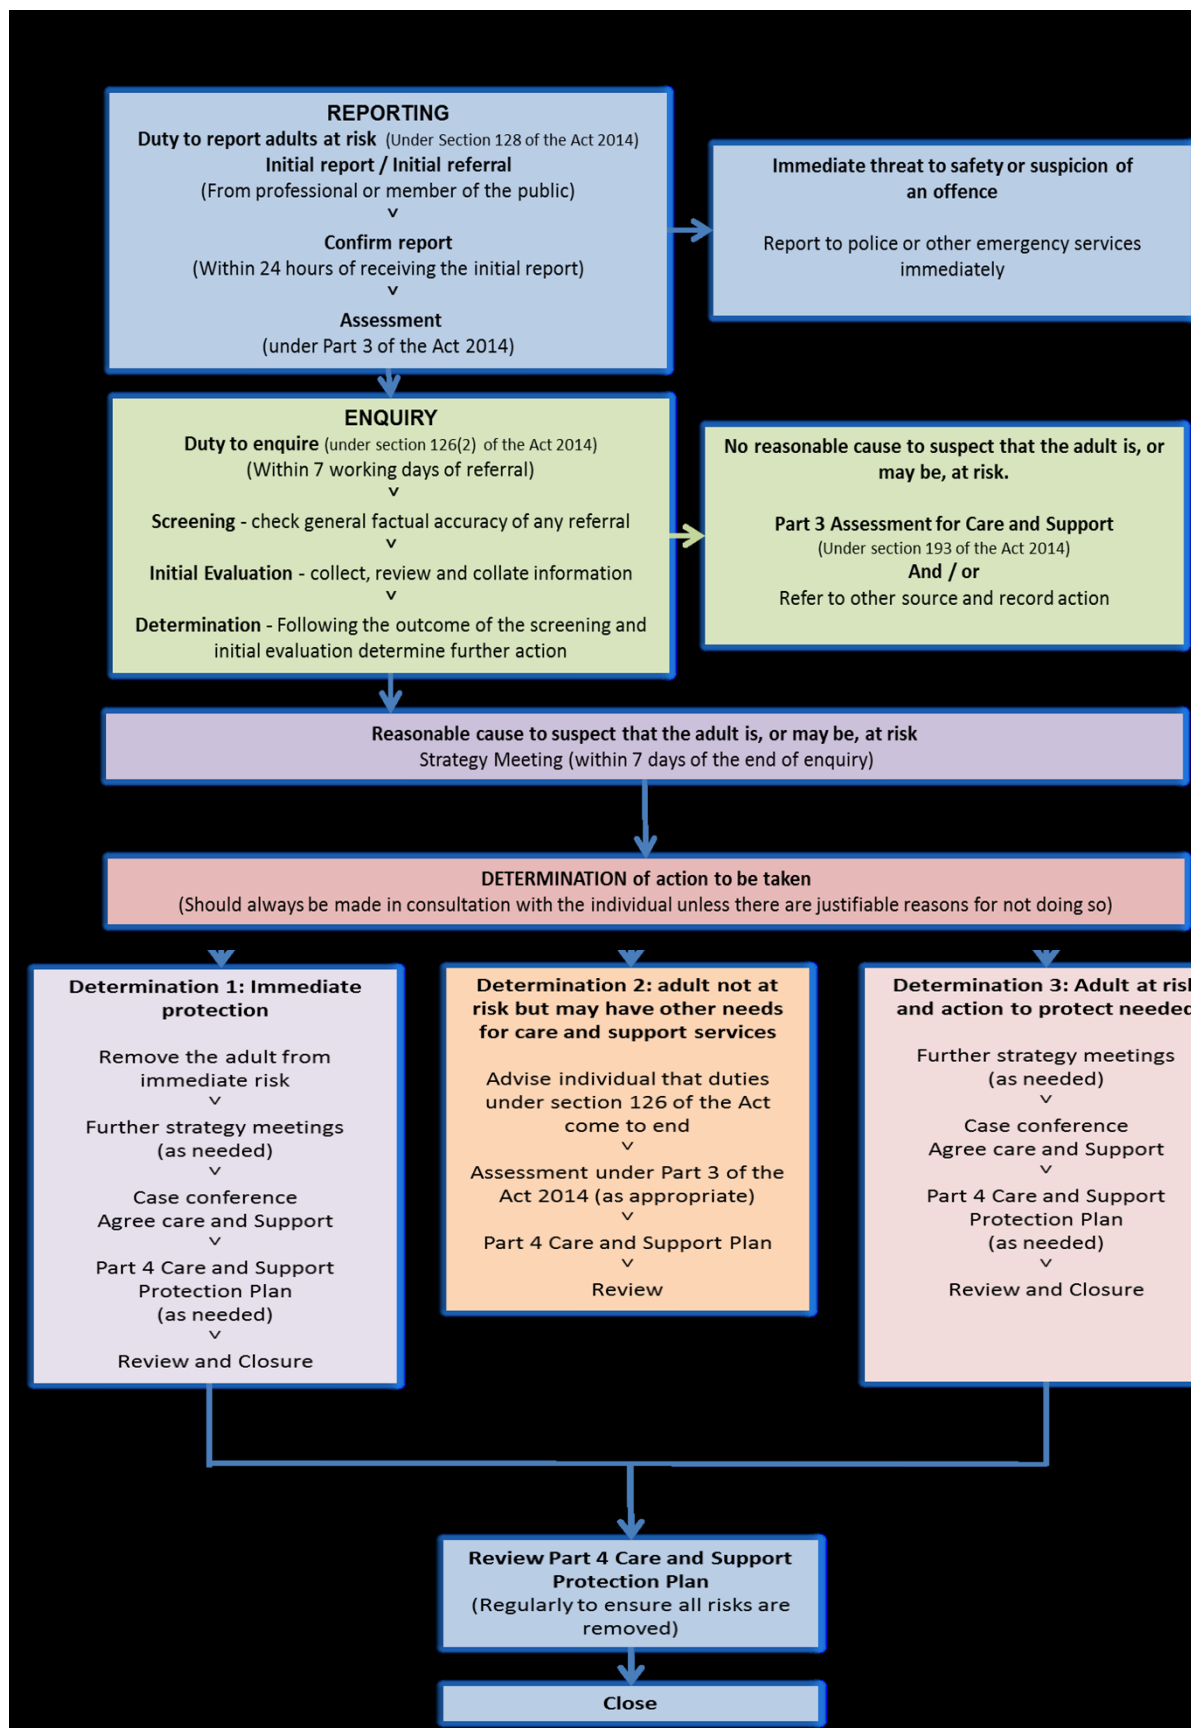 REPORTING
Duty to report adults at risk (Under Section 128 of the Act 2014)
Initial report / Initial referral
(From professional or member of the public)
v
Confirm report
(Within 24 hours of receiving the initial report)
v
Assessment
(under Part 3 of the Act 2014)
Immediate threat to safety or suspicion of
an offence
Report to police or other emergency services
immediately
ENQUIRY
Duty to enquire (under section 126(2) of the Act 2014)
(Within 7 working days of referral)
v
Screening - check general factual accuracy of any referral
v
Initial Evaluation - collect, review and collate information
v
Determination - Following the outcome of the screening and
initial evaluation determine further action
No reasonable cause to suspect that the adult is, or
may be, at risk.
Part 3 Assessment for Care and Support
(Under section 193 of the Act 2014)
And / or
Refer to other source and record action
Reasonable cause to suspect that the adult is, or may be, at risk
Strategy Meeting (within 7 days of the end of enquiry)
DETERMINATION of action to be taken
(Should always be made in consultation with the individual unless there are justifiable reasons for not doing so)
Determination 1: Immediate
protection
Remove the adult from
immediate risk
v
Further strategy meetings
(as needed)
v
Case conference
Agree care and Support
v
Part 4 Care and Support
Protection Plan
(as needed)
v
Review and Closure
Determination 2: adult not at
risk but may have other needs
for care and support services
Advise individual that duties
under section 126 of the Act
come to end
v
Assessment under Part 3 of the
Act 2014 (as appropriate)
v
Part 4 Care and Support Plan
v
Review
Determination 3: Adult at risk
and action to protect needed
Further strategy meetings
(as needed)
v
Case conference
Agree care and Support
v
Part 4 Care and Support
Protection Plan
(as needed)
v
Review and Closure
Review Part 4 Care and Support
Protection Plan
(Regularly to ensure all risks are
removed)
Close